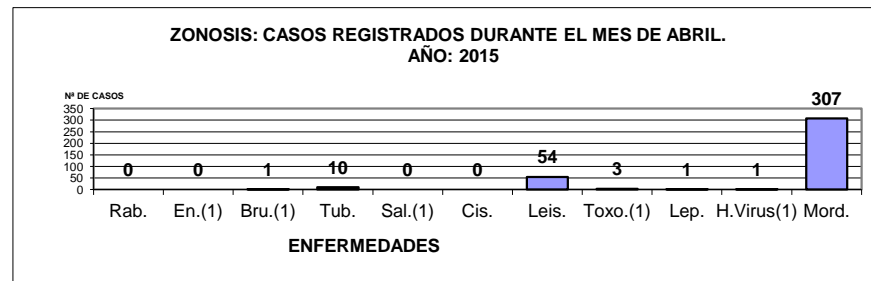 ZONOSIS: CASOS REGISTRADOS DURANTE EL MES DE ABRIL.
AÑO: 2015
Nª DE CASOS
350
300
250
200
150
100
50
0
0 0 1 10 0 0 54 3 1 1 307
Rab. En.(1) Bru.(1) Tub. Sal.(1) Cis. Leis. Toxo.(1) Lep. H.Virus(1) Mord.
ENFERMEDADES